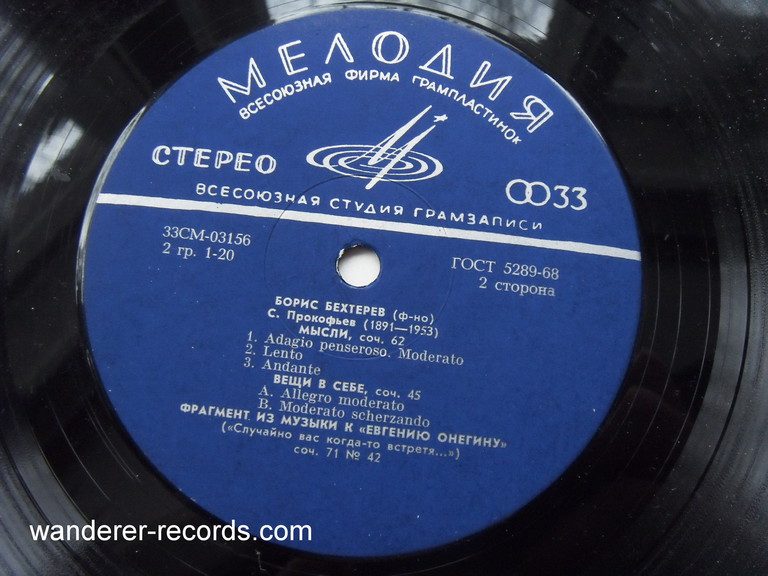 МЕЛОДИЯ
ВСЕСОЮЗНАЯ ФИРМА ГРАМПЛАСТИНОК
СТЕРЕО
33
ВСЕСОЮЗНАЯ СТУДИЯ ГРАМЗАПИСИ
33СМ-03156
2 гр. 1-20
ГОСТ 5289-68
2 сторона
БОРИС БЕХТЕРЕВ (ф-но)
С. Прокофьев (1891—1953)
МЫСЛИ, соч. 62
1. Adagio penseroso. Moderato
2. Lento
3. Andante
ВЕЩИ В СЕБЕ, соч. 45
A. Allegro moderato
B. Moderato scherzando
ФРАГМЕНТ ИЗ МУЗЫКИ К «ЕВГЕНИЮ ОНЕГИНУ»
(«Случайно вас когда-то встретя...»)
соч. 71 № 42
wanderer-records.com